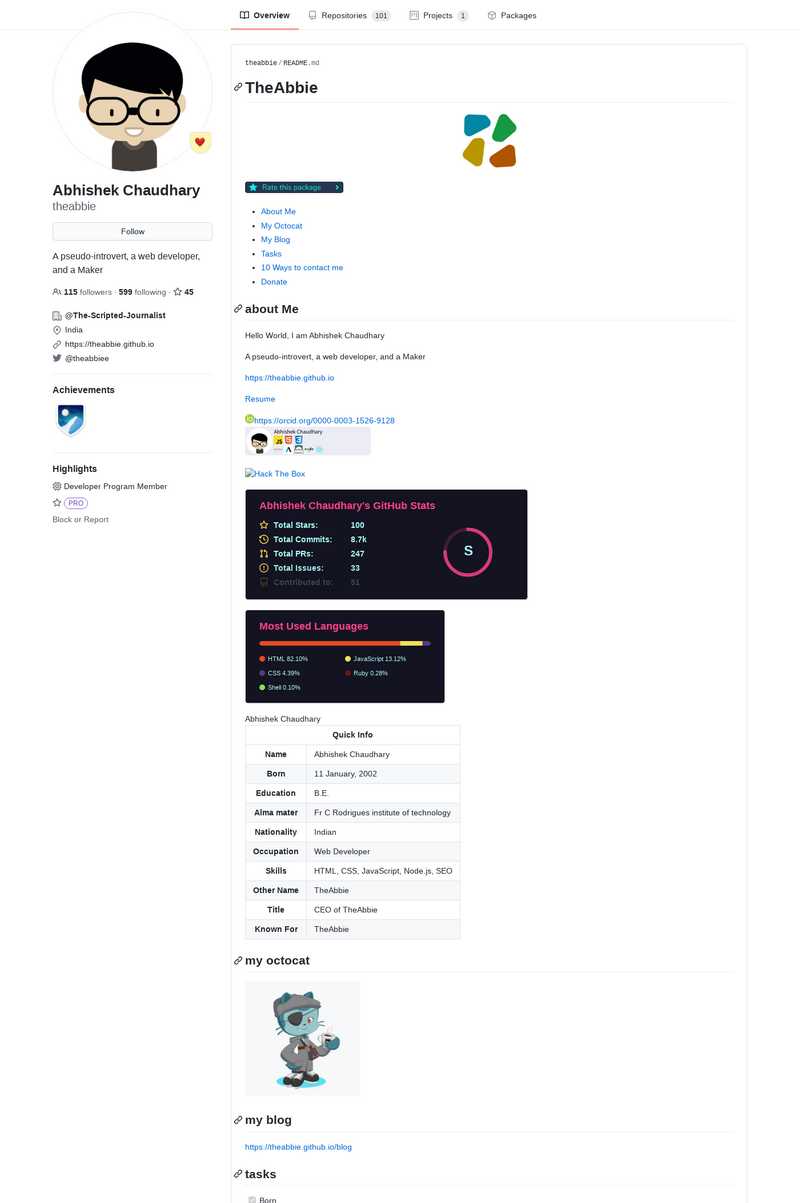 Overview
Repositories 101
Projects 1
Packages
Abhishek Chaudhary
theabbie
Follow
A pseudo-introvert, a web developer,
and a Maker
115 followers · 599 following · 45
@The-Scripted-Journalist
India
https://theabbie.github.io
@theabbiee
Achievements
Highlights
Developer Program Member
PRO
Block or Report
theabbie / README.md
TheAbbie
Rate this package
About Me
My Octocat
My Blog
Tasks
10 Ways to contact me
Donate
about Me
Hello World, I am Abhishek Chaudhary
A pseudo-introvert, a web developer, and a Maker
https://theabbie.github.io
Resume
https://orcid.org/0000-0003-1526-9128
Abhishek Chaudhary
Hack The Box
Abhishek Chaudhary's GitHub Stats
Total Stars: 100
Total Commits: 8.7k
Total PRs: 247
Total Issues: 33
Contributed to: 51
S
Most Used Languages
HTML 82.10%
JavaScript 13.12%
CSS 4.39%
Ruby 0.28%
Shell 0.10%
Abhishek Chaudhary
Quick Info
Name Abhishek Chaudhary
Born 11 January, 2002
Education B.E.
Alma mater Fr C Rodrigues institute of technology
Nationality Indian
Occupation Web Developer
Skills HTML, CSS, JavaScript, Node.js, SEO
Other Name TheAbbie
Title CEO of TheAbbie
Known For TheAbbie
my octocat
my blog
https://theabbie.github.io/blog
tasks
Born